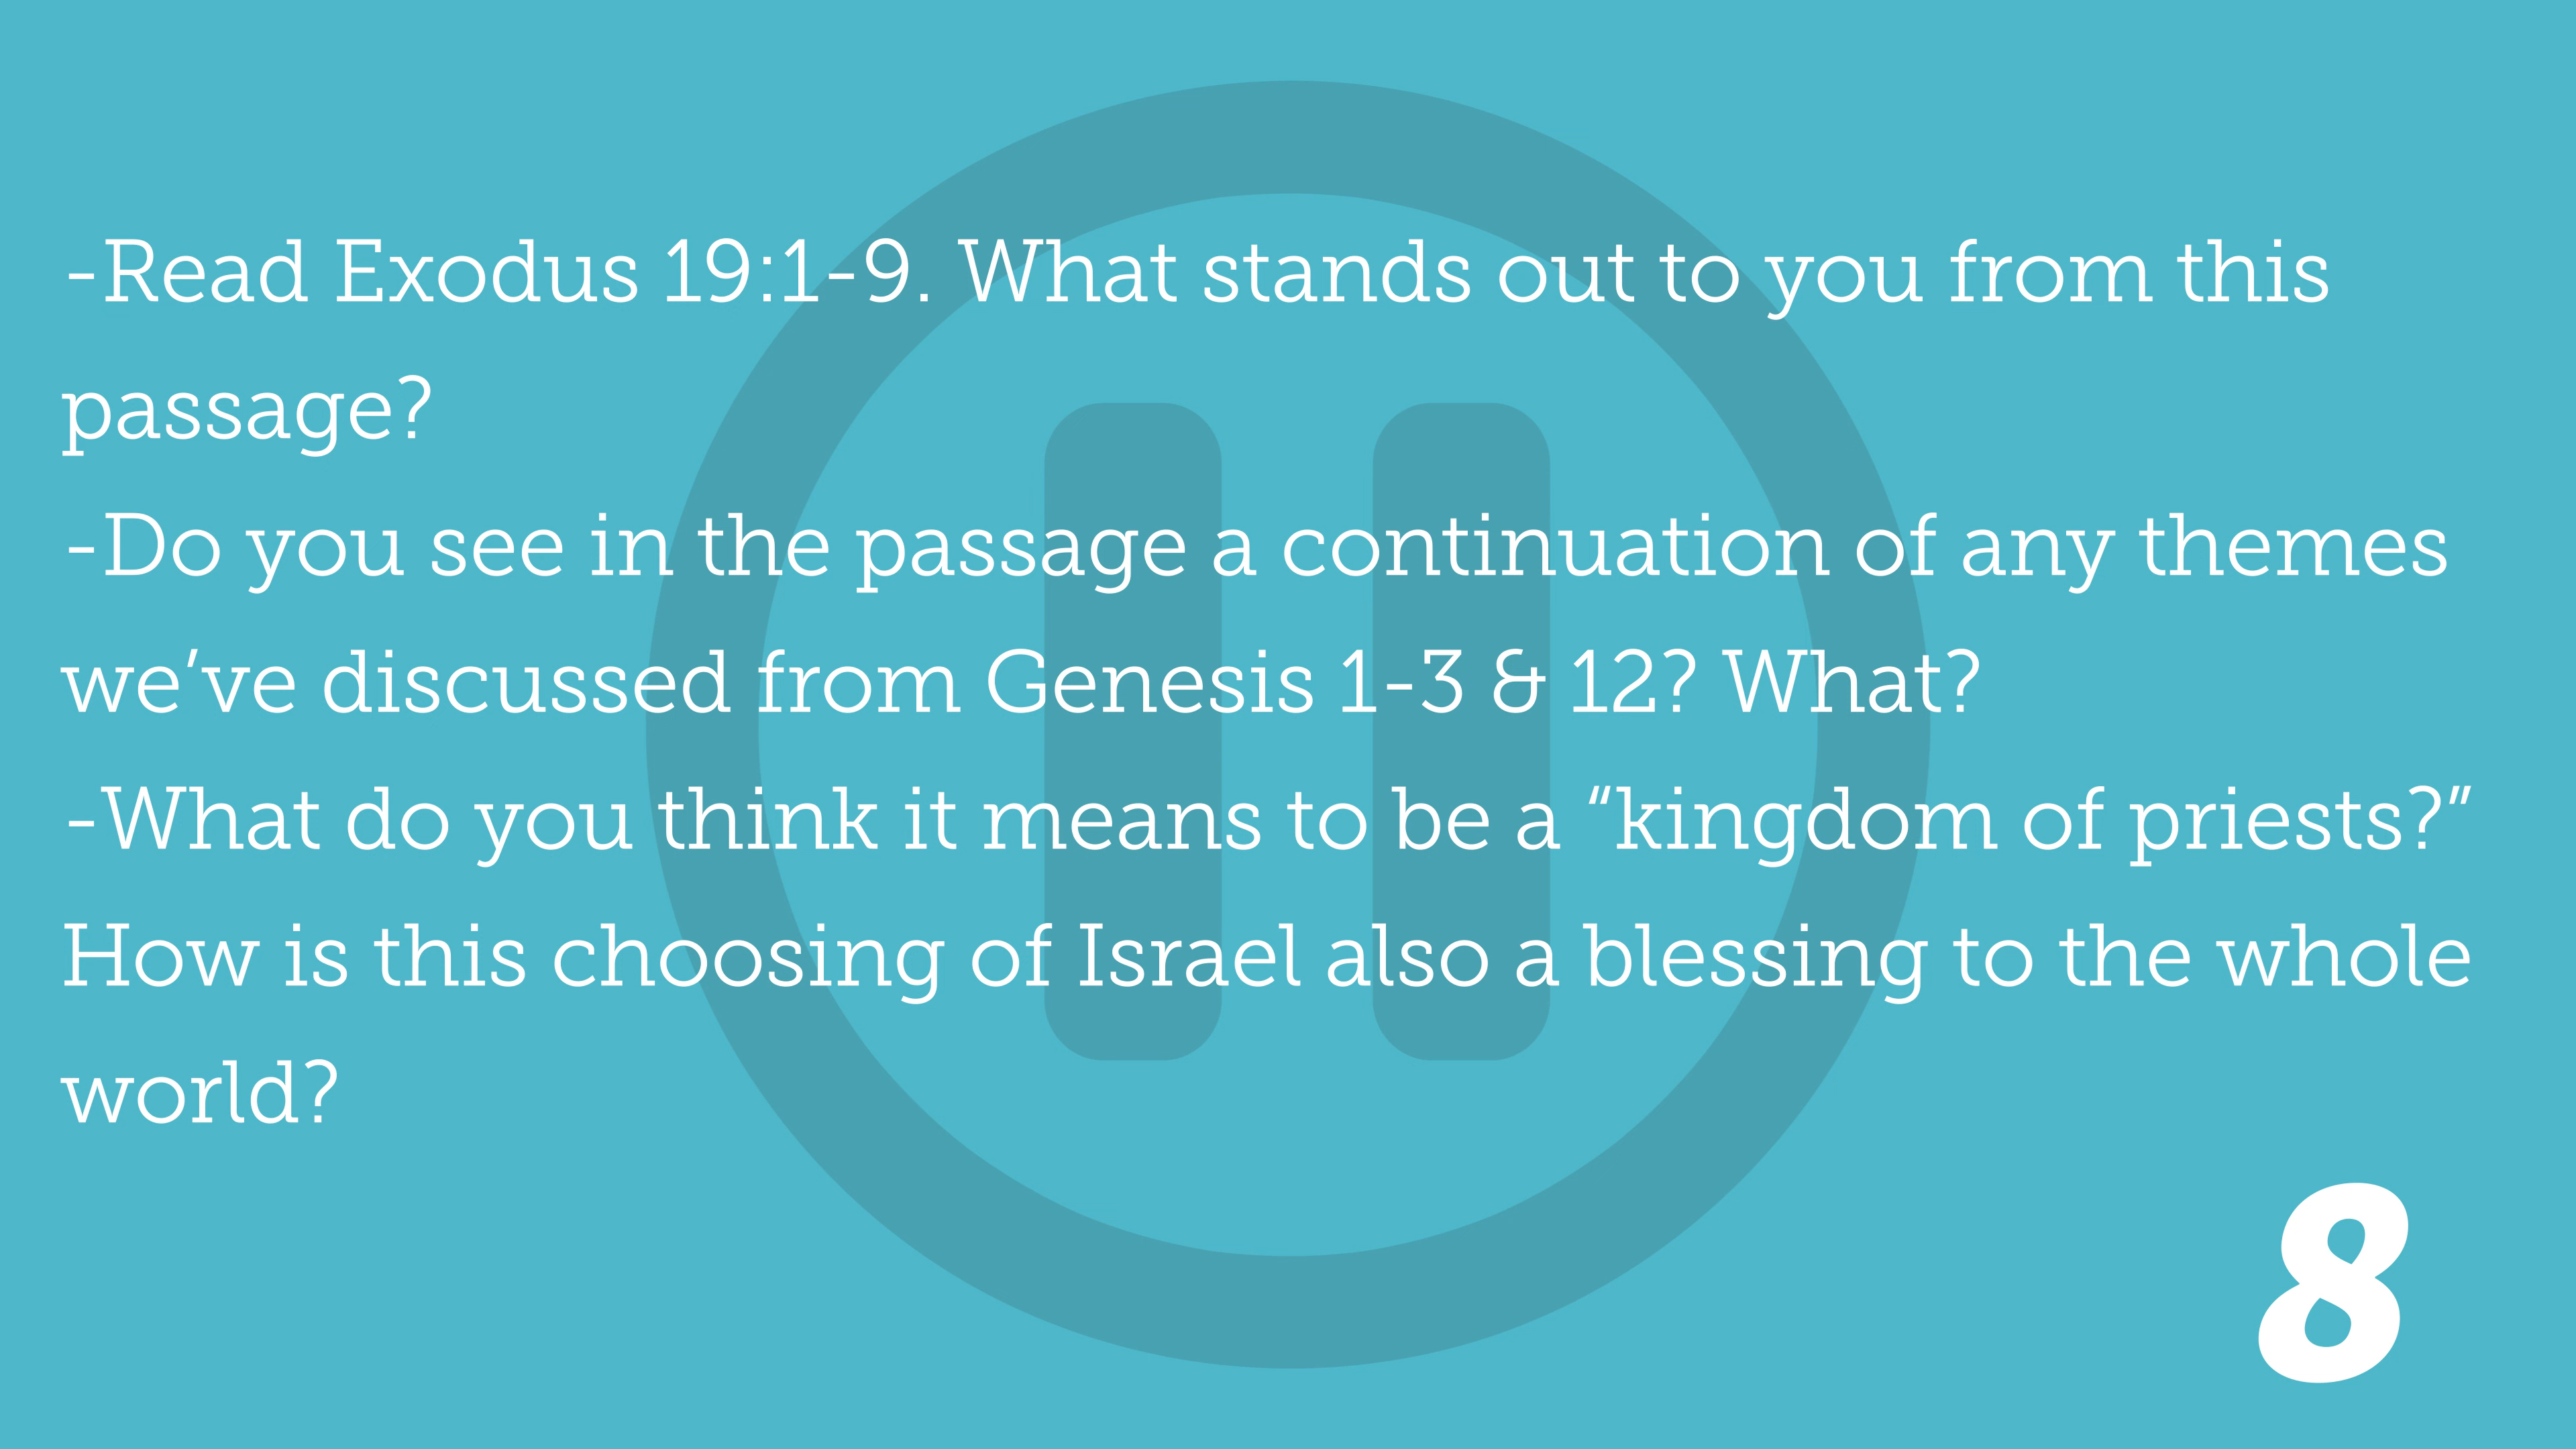 -Read Exodus 19:1-9. What stands out to you from this
passage?
-Do you see in the passage a continuation of any themes
we’ve discussed from Genesis 1-3 & 12? What?
-What do you think it means to be a “kingdom of priests?”
How is this choosing of Israel also a blessing to the whole
world?
8